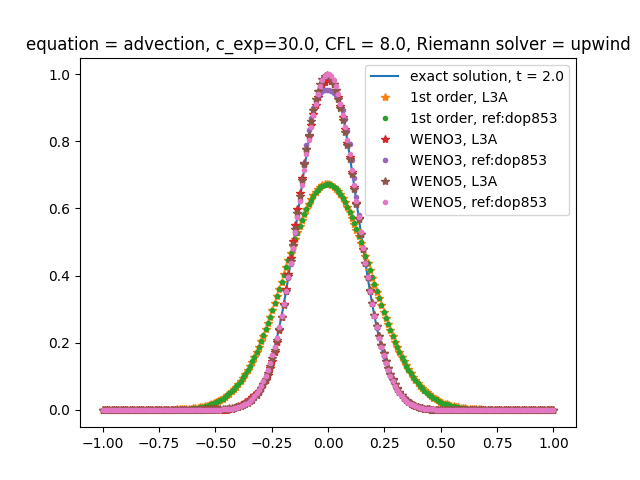 equation = advection, c_exp=30.0, CFL = 8.0, Riemann solver = upwind
exact solution, t = 2.0
1st order, L3A
1st order, ref:dop853
WENO3, L3A
WENO3, ref:dop853
WENO5, L3A
WENO5, ref:dop853
1.0
0.8
0.6
0.4
0.2
0.0
−1.00 −0.75 −0.50 −0.25 0.00 0.25 0.50 0.75 1.00